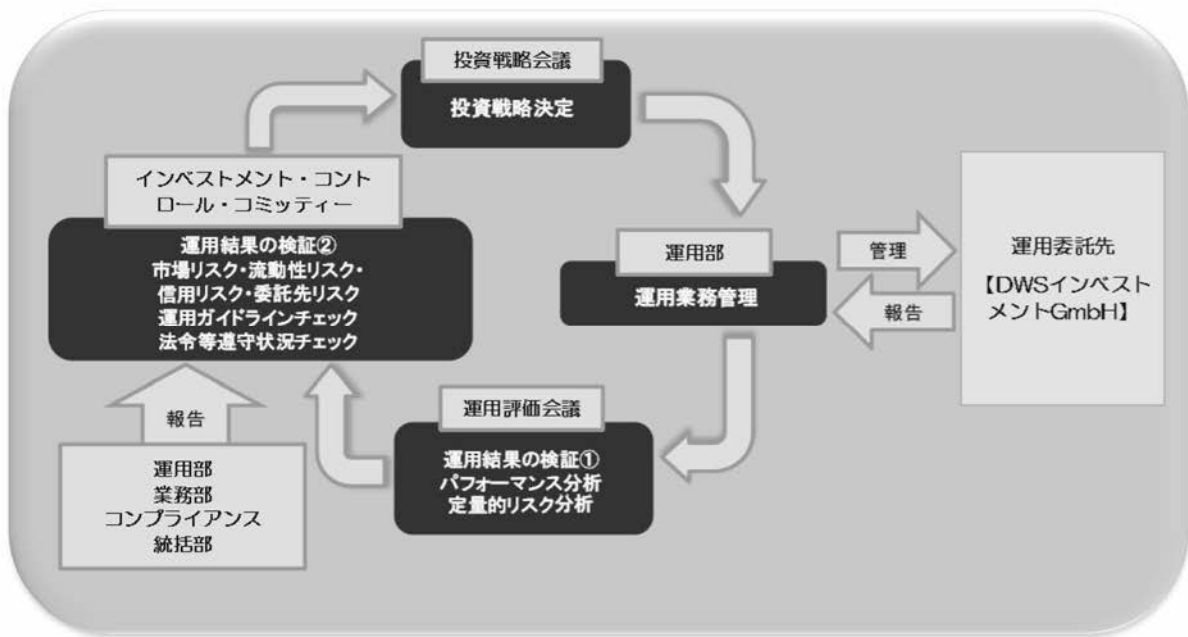 投資戦略会議
投資戦略決定
インベストメント・コント
ロール・コミッティー
運用結果の検証②
市場リスク・流動性リスク・
信用リスク・委託先リスク
運用ガイドラインチェック
法令等遵守状況チェック
運用部
運用業務管理
管理
報告
運用委託先
【DWSインベスト
メントGmbH】
運用評価会議
運用結果の検証①
パフォーマンス分析
定量的リスク分析
報告
運用部
業務部
コンプライアンス
統括部